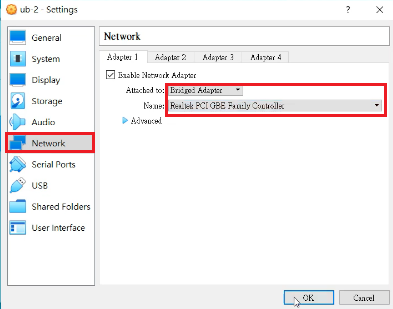 ub-2 - Settings
?
General
System
Display
Storage
Audio
Network
Serial Ports
USB
Shared Folders
User Interface
Network
Adapter 1 Adapter 2 Adapter 3 Adapter 4
Enable Network Adapter
Attached to: Bridged Adapter
Name: Realtek PCI GBE Family Controller
Advanced
OK Cancel